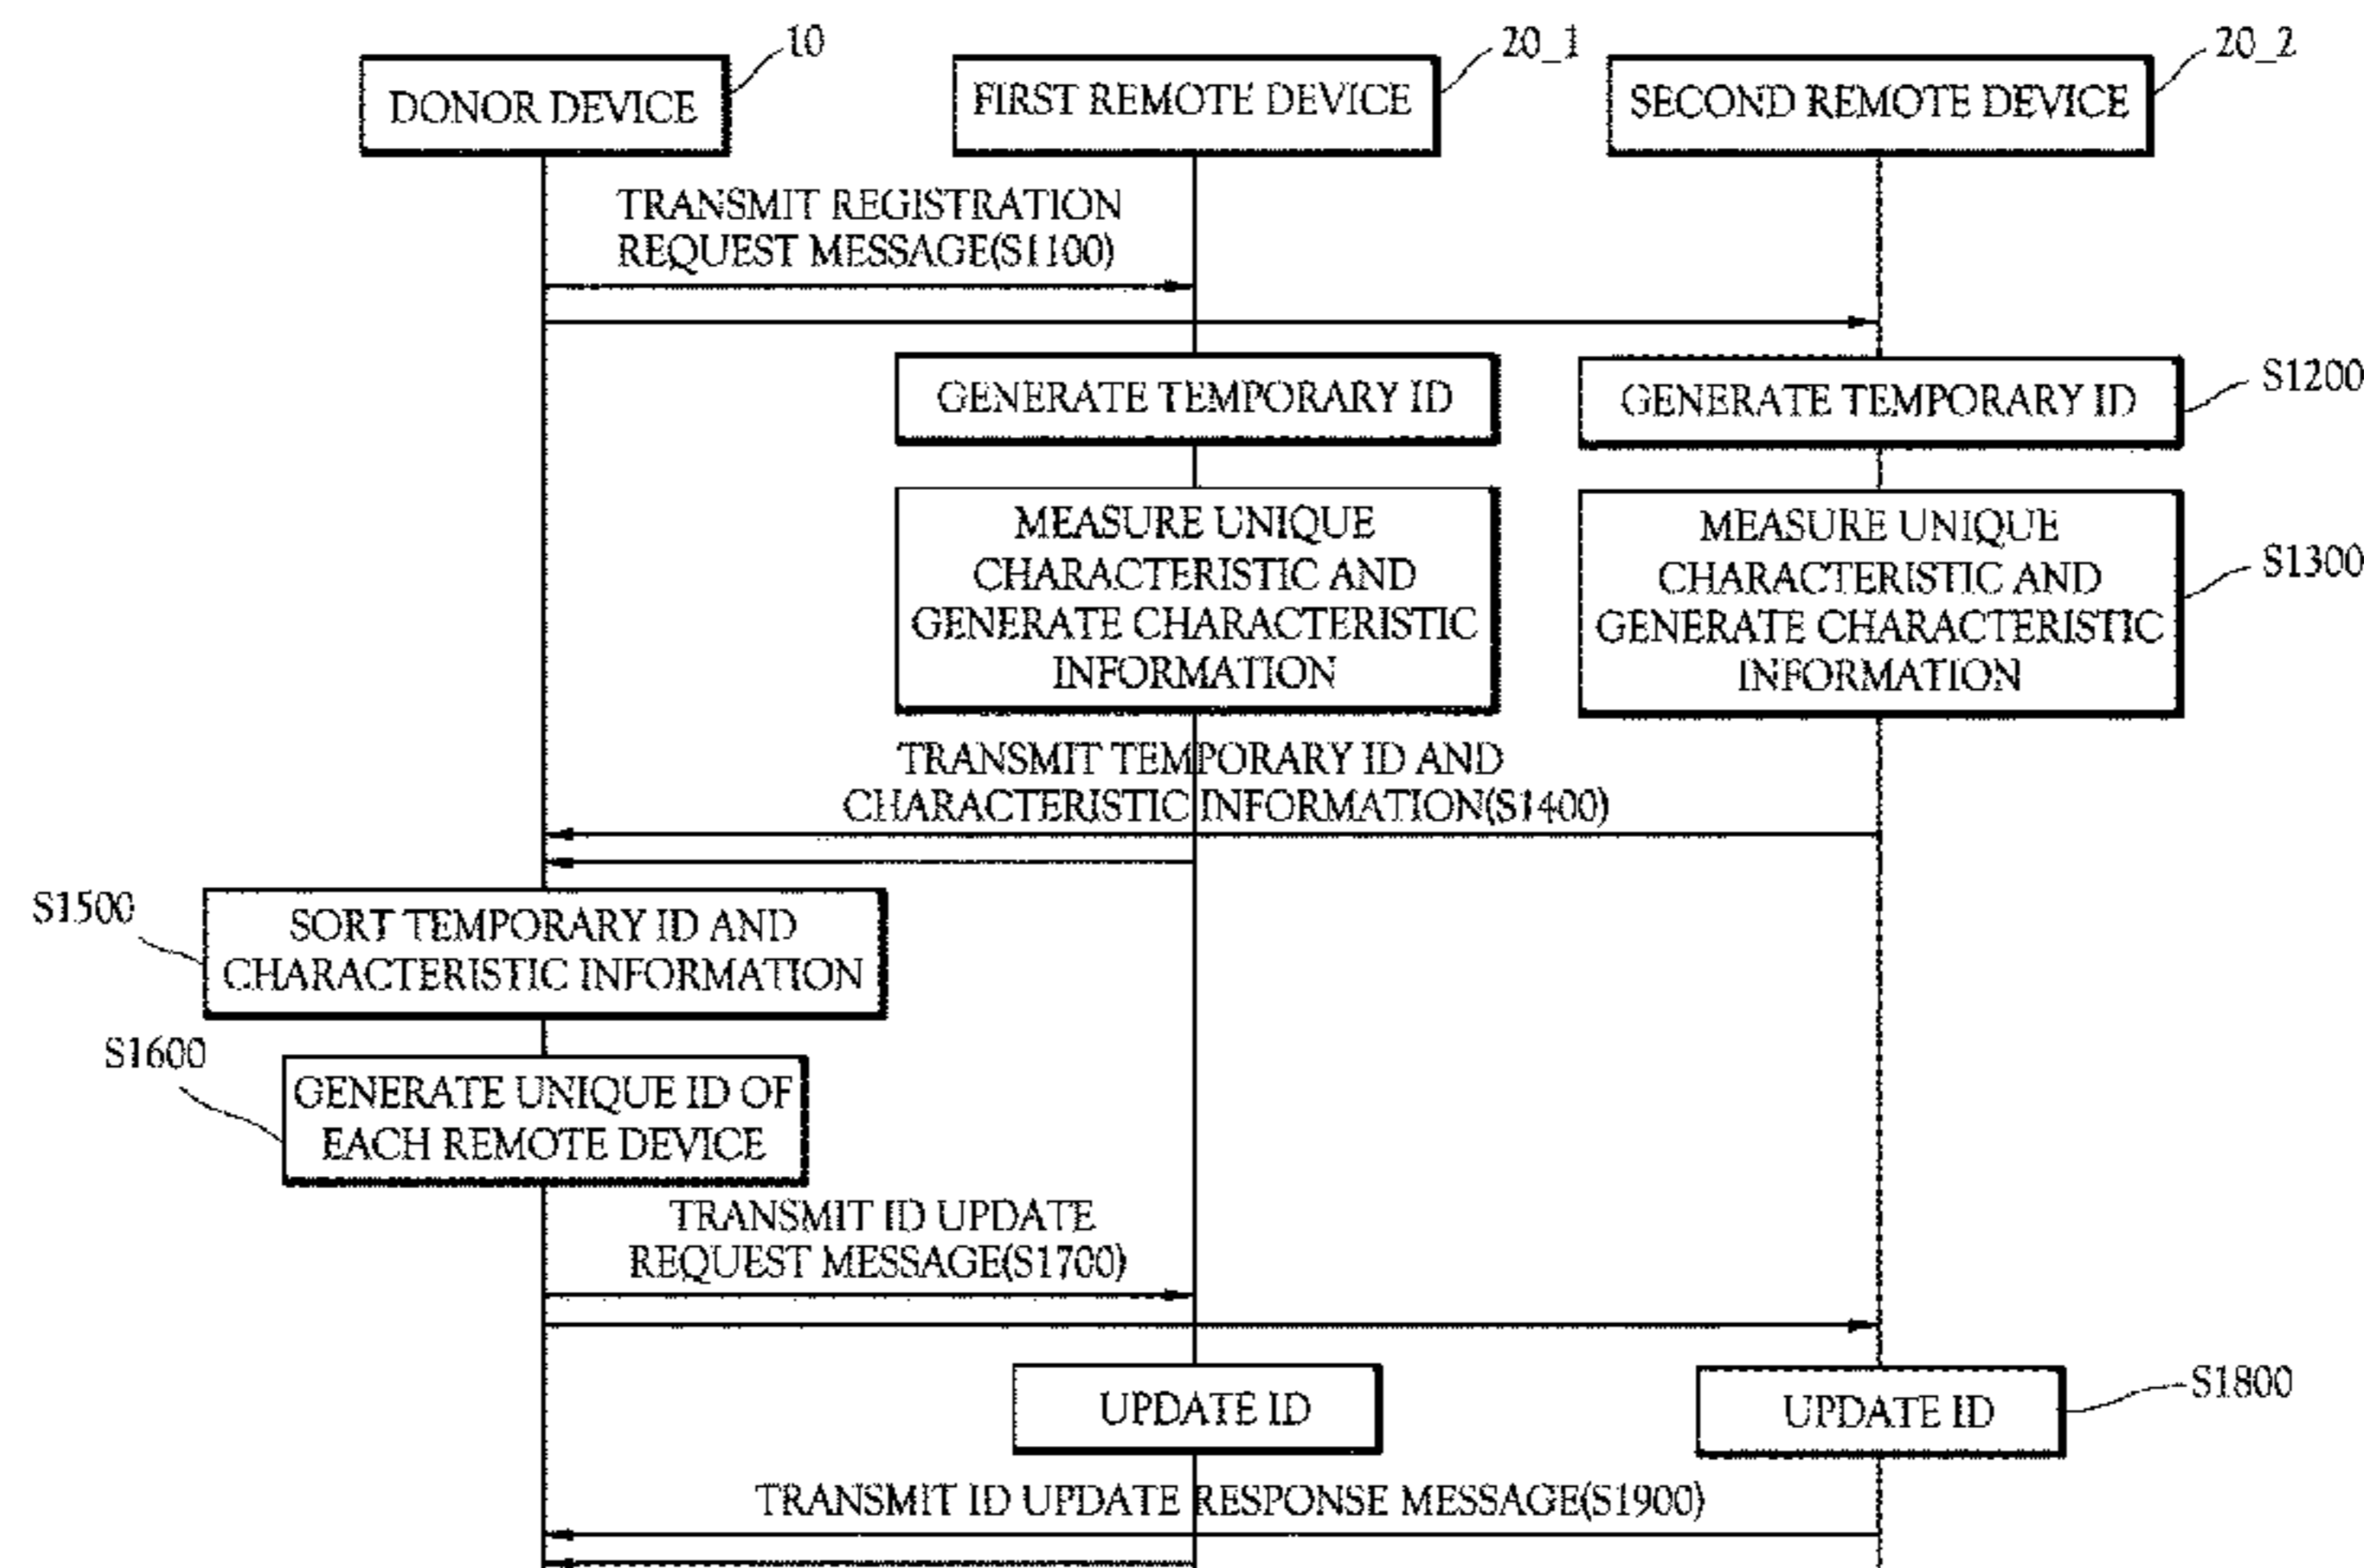 10
20_1
20_2
DONOR DEVICE
FIRST REMOTE DEVICE
SECOND REMOTE DEVICE
TRANSMIT REGISTRATION
REQUEST MESSAGE(S1100)
GENERATE TEMPORARY ID
GENERATE TEMPORARY ID
S1200
MEASURE UNIQUE
CHARACTERISTIC AND
GENERATE CHARACTERISTIC
INFORMATION
MEASURE UNIQUE
CHARACTERISTIC AND
GENERATE CHARACTERISTIC
INFORMATION
S1300
TRANSMIT TEMPORARY ID AND
CHARACTERISTIC INFORMATION(S1400)
S1500
SORT TEMPORARY ID AND
CHARACTERISTIC INFORMATION
S1600
GENERATE UNIQUE ID OF
EACH REMOTE DEVICE
TRANSMIT ID UPDATE
REQUEST MESSAGE(S1700)
UPDATE ID
UPDATE ID
S1800
TRANSMIT ID UPDATE RESPONSE MESSAGE(S1900)